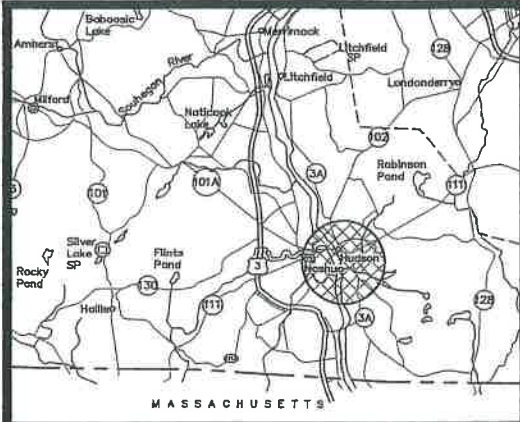 Baboosic
Lake
Merrimack
Amherst
Litchfield
SP
128
Souhegan River
Litchfield
Londonderry
Milford
Naticook
Lake
102
3A
Robinson
Pond
101
101A
111
Silver
Lake
SP
Flints
Pond
Hudson
Nashua
3
Rocky
Pond
130
111
128
Hollis
3A
MASSACHUSETTS